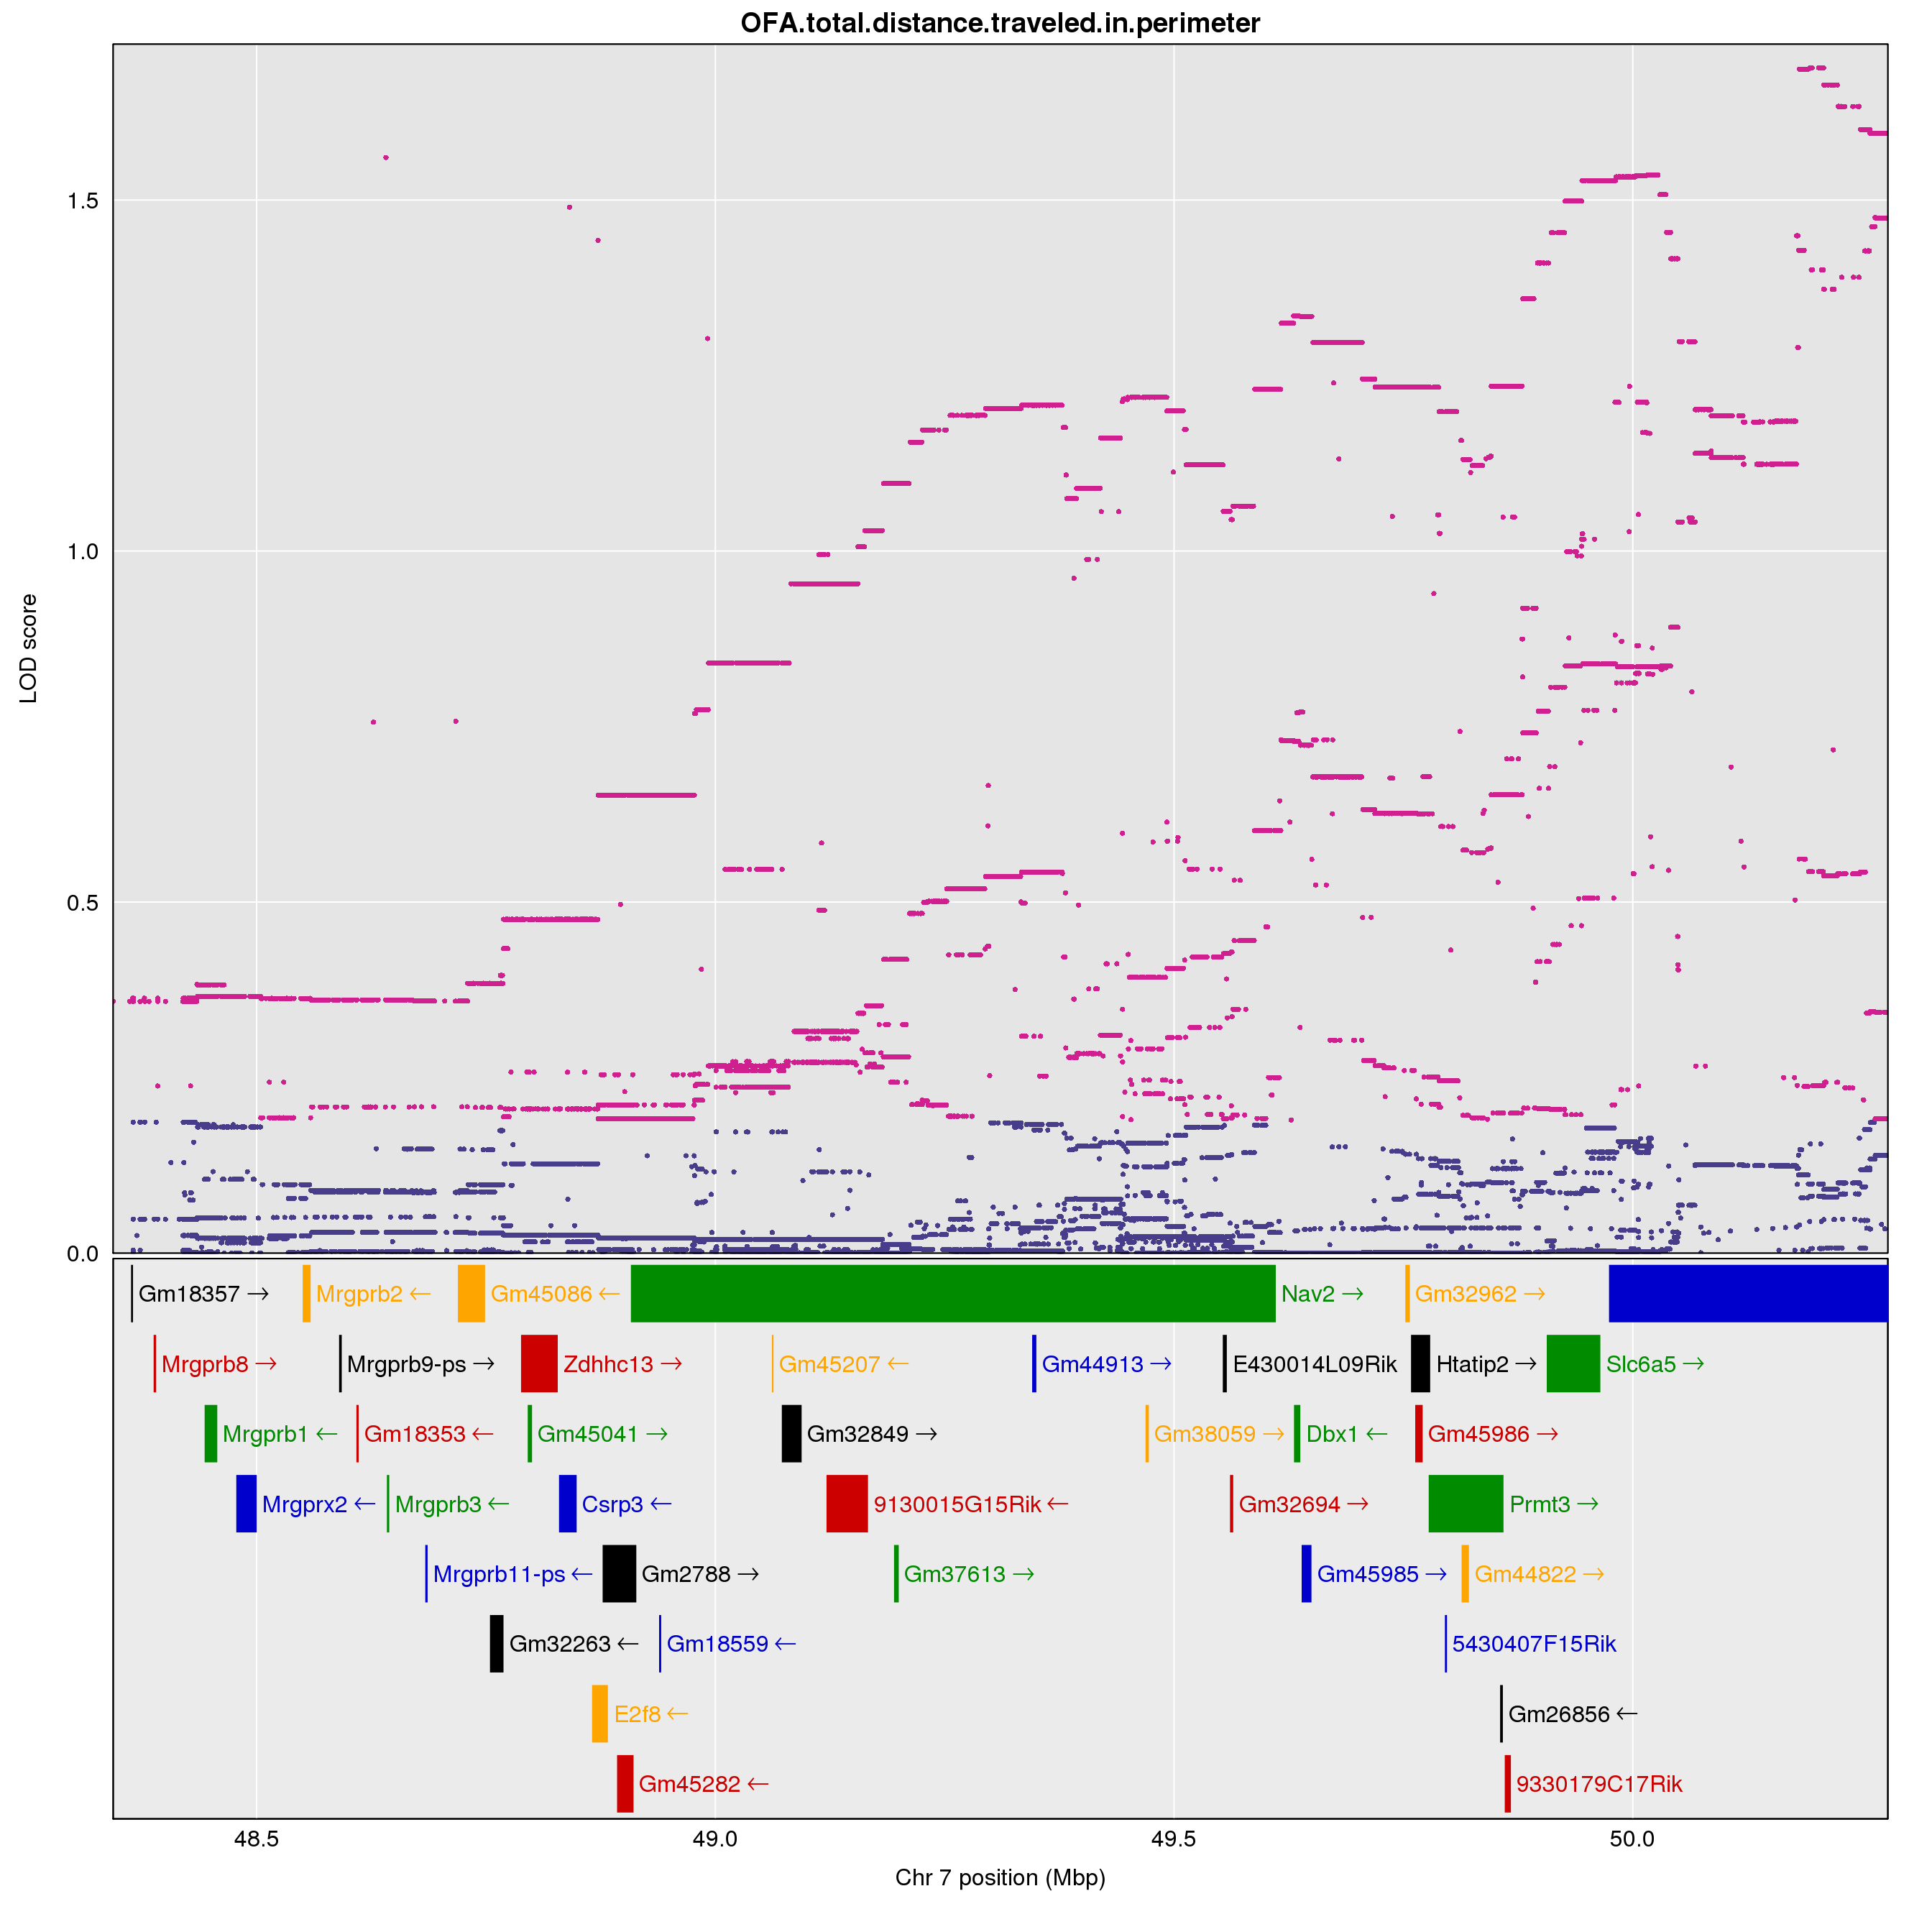 OFA.total.distance.traveled.in.perimeter
1.5
1.0
0.5
0.0
LOD score
Gm18357 → Mrgprb2 ← Gm45086 ← Nav2 → Gm32962 →
Mrgprb8 → Mrgprb9-ps → Zdhhc13 → Gm45207 ← Gm44913 → E430014L09Rik Htatip2 → Slc6a5 →
Mrgprb1 ← Gm18353 ← Gm45041 → Gm32849 → Gm38059 → Dbx1 ← Gm45986 →
Mrgprx2 ← Mrgprb3 ← Csrp3 ← 9130015G15Rik ← Gm32694 → Prmt3 →
Mrgprb11-ps ← Gm2788 → Gm37613 → Gm45985 → Gm44822 →
Gm32263 ← Gm18559 ← 5430407F15Rik
E2f8 ← Gm26856 ←
Gm45282 ← 9330179C17Rik
48.5 49.0 49.5 50.0
Chr 7 position (Mbp)